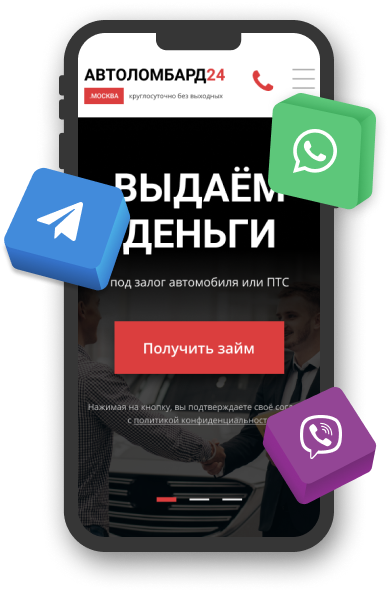 АВТОЛОМБАРД24
МОСКВА круглосуточно без выходных
ВЫДАЁМ
ДЕНЬГИ
под залог автомобиля или ПТС
Получить займ
Нажимая на кнопку, вы подтверждаете своё
с политикой